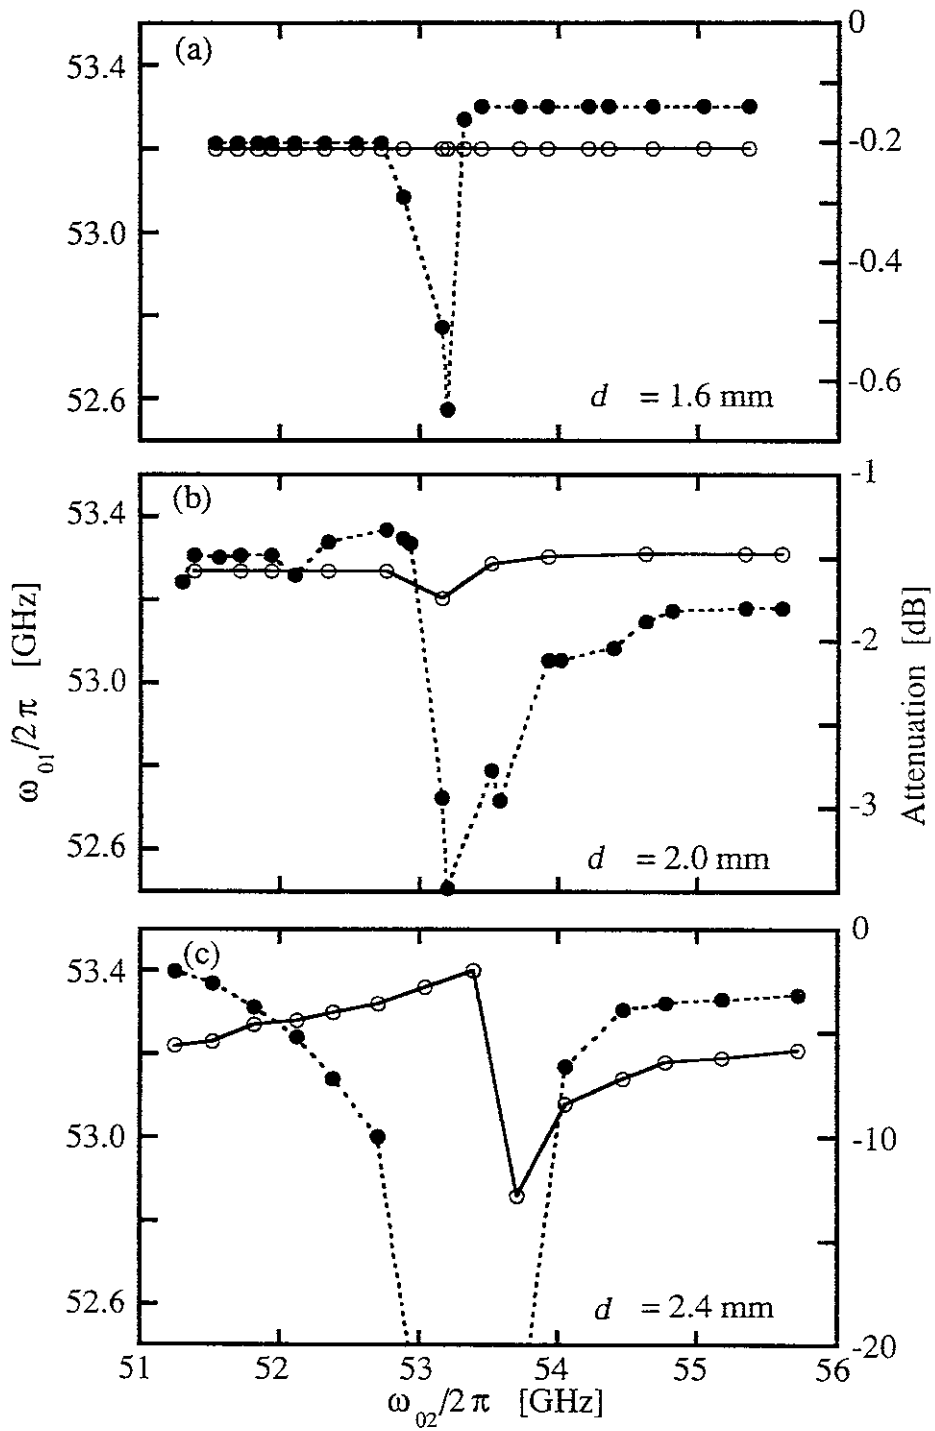 (a)
0
53.4
-0.2
53.0
-0.4
52.6
-0.6
d = 1.6 mm
(b)
-1
53.4
-2
53.0
-3
52.6
d = 2.0 mm
ω01/2π [GHz]
Attenuation [dB]
(c)
0
53.4
53.0
-10
52.6
d = 2.4 mm
-20
51 52 53 54 55 56
ω02/2π [GHz]